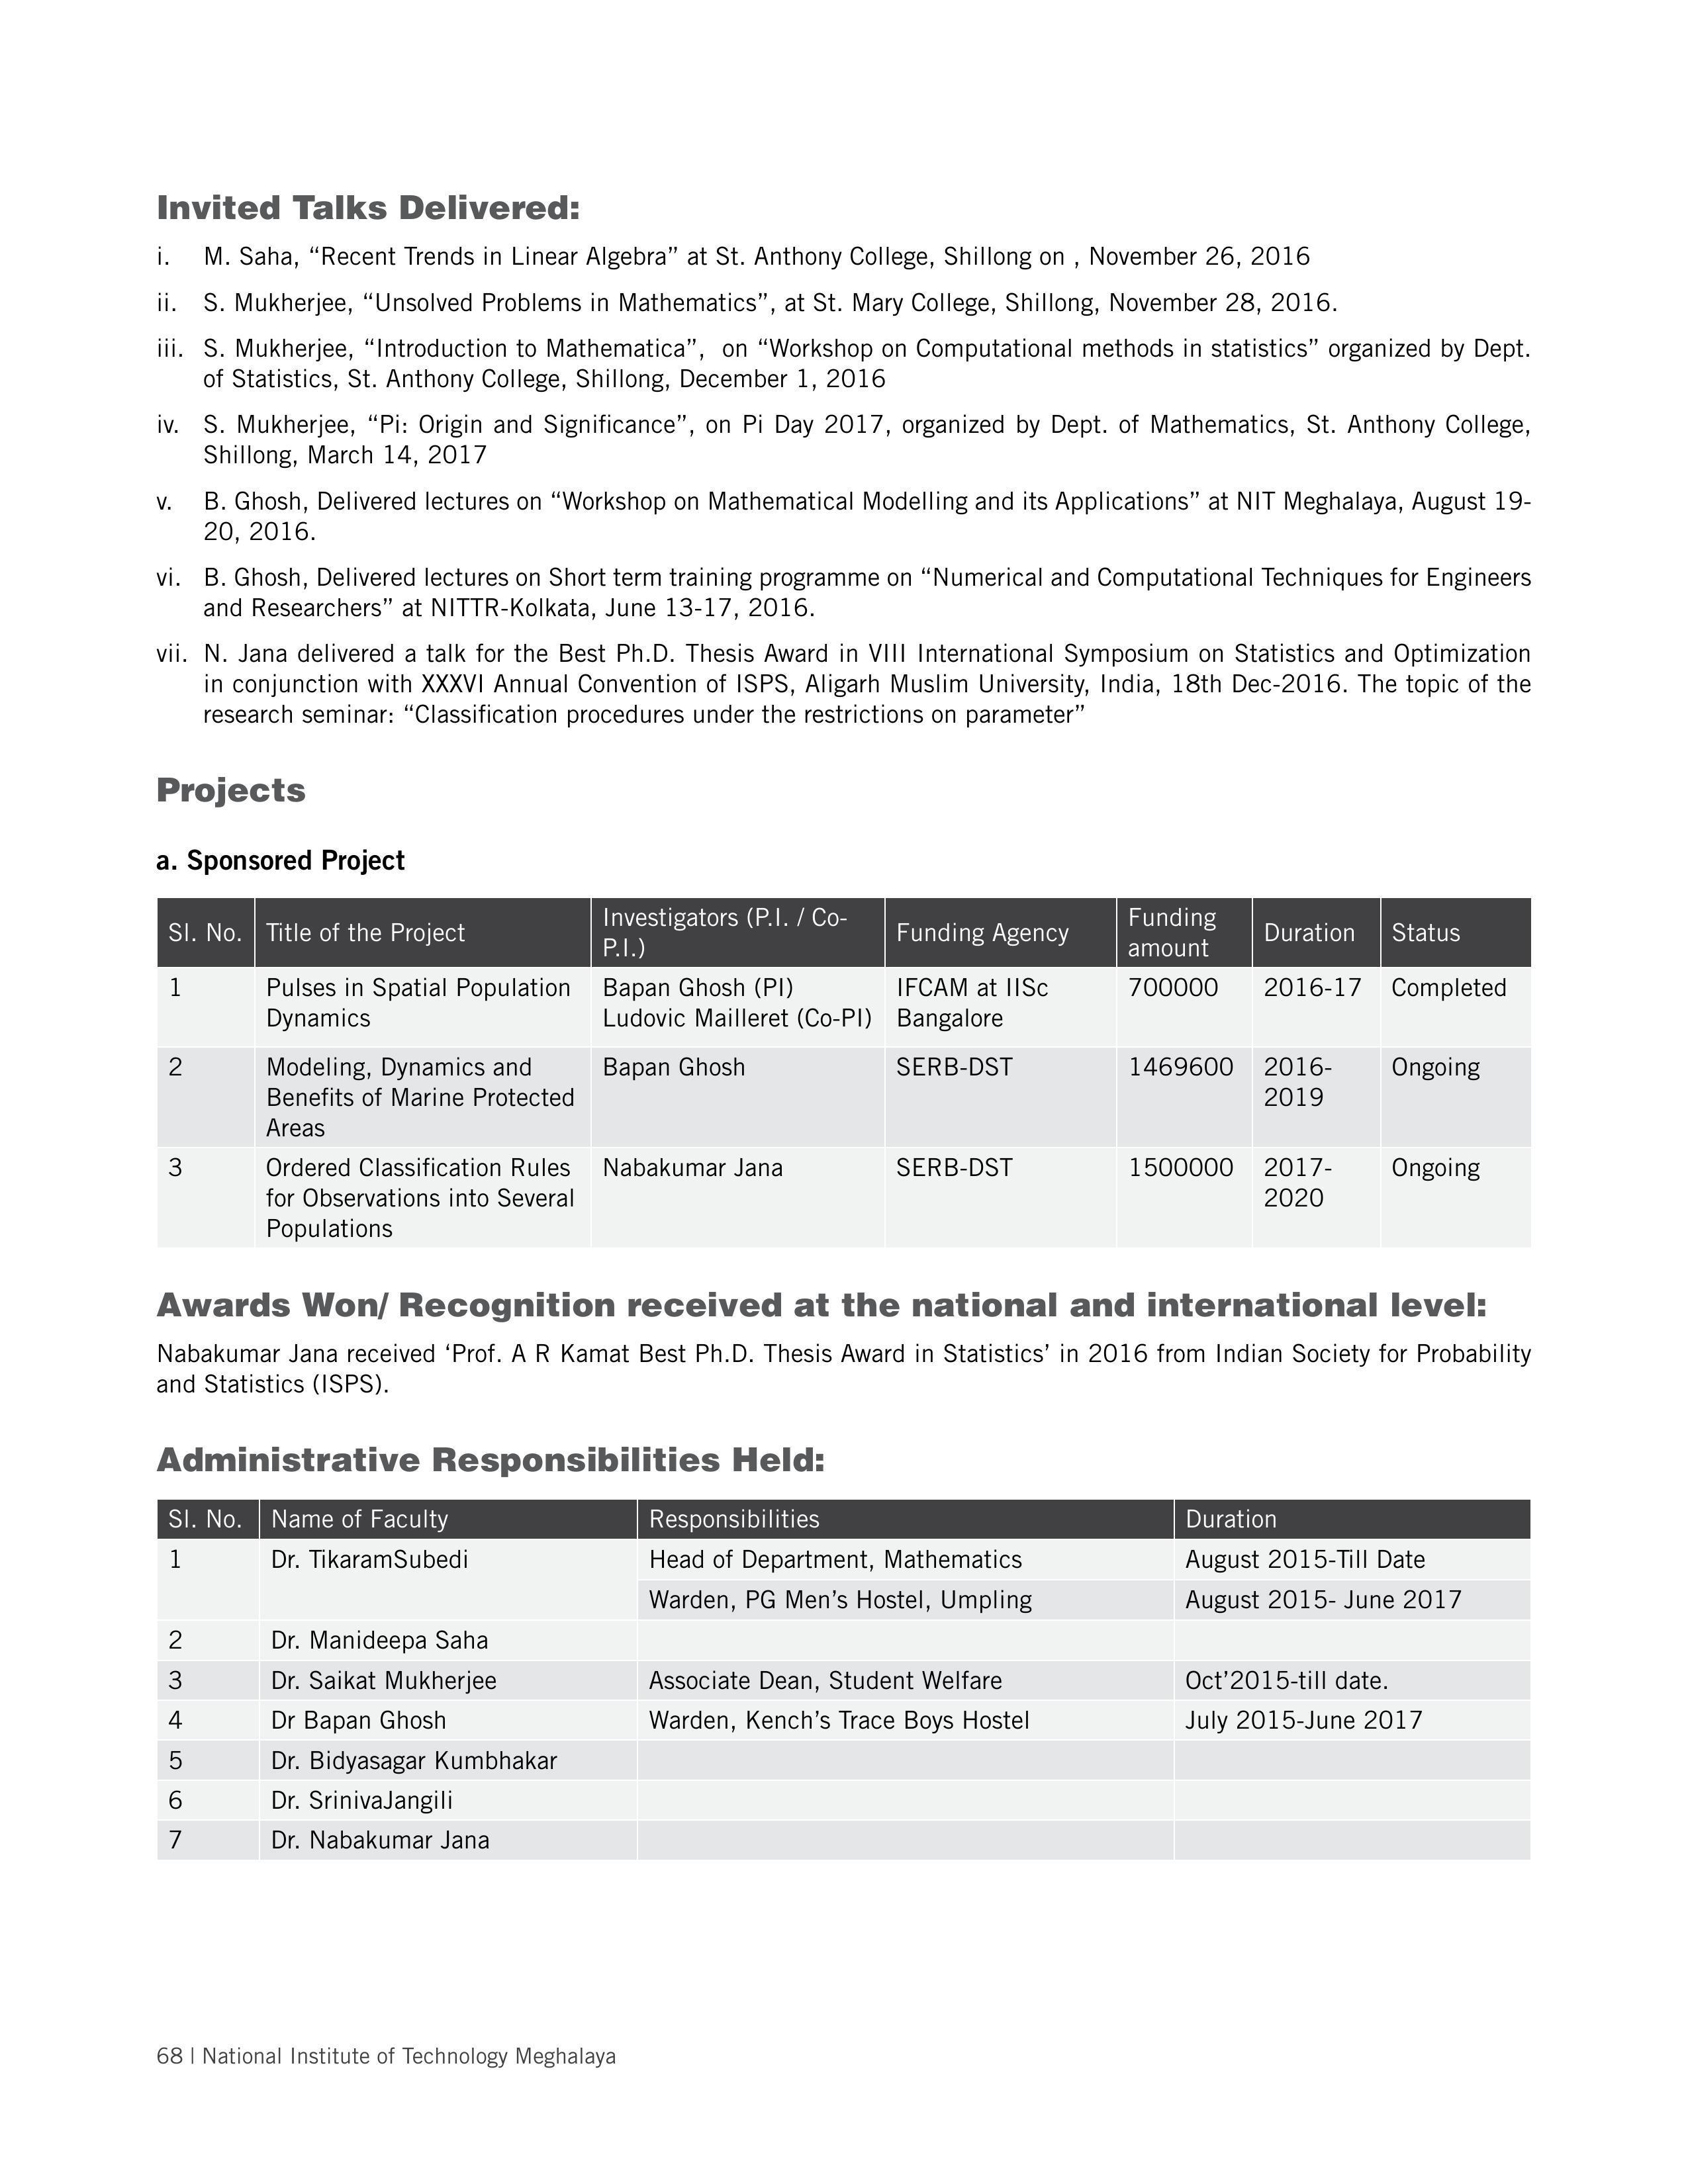 Invited Talks Delivered:
i. M. Saha, “Recent Trends in Linear Algebra” at St. Anthony College, Shillong on , November 26, 2016
ii. S. Mukherjee, “Unsolved Problems in Mathematics”, at St. Mary College, Shillong, November 28, 2016.
iii. S. Mukherjee, “Introduction to Mathematica”, on “Workshop on Computational methods in statistics” organized by Dept.
of Statistics, St. Anthony College, Shillong, December 1, 2016
iv. S. Mukherjee, “Pi: Origin and Significance”, on Pi Day 2017, organized by Dept. of Mathematics, St. Anthony College,
Shillong, March 14, 2017
v. B. Ghosh, Delivered lectures on “Workshop on Mathematical Modelling and its Applications” at NIT Meghalaya, August 19-
20, 2016.
vi. B. Ghosh, Delivered lectures on Short term training programme on “Numerical and Computational Techniques for Engineers
and Researchers” at NITTR-Kolkata, June 13-17, 2016.
vii. N. Jana delivered a talk for the Best Ph.D. Thesis Award in VIII International Symposium on Statistics and Optimization
in conjunction with XXXVI Annual Convention of ISPS, Aligarh Muslim University, India, 18th Dec-2016. The topic of the
research seminar: “Classification procedures under the restrictions on parameter”
Projects
a. Sponsored Project
Sl. No. Title of the Project Investigators (P.I. / Co-
P.I.) Funding Agency Funding
amount Duration Status
1 Pulses in Spatial Population
Dynamics Bapan Ghosh (PI)
Ludovic Mailleret (Co-PI) IFCAM at IISc
Bangalore 700000 2016-17 Completed
2 Modeling, Dynamics and
Benefits of Marine Protected
Areas Bapan Ghosh SERB-DST 1469600 2016-
2019 Ongoing
3 Ordered Classification Rules
for Observations into Several
Populations Nabakumar Jana SERB-DST 1500000 2017-
2020 Ongoing
Awards Won/ Recognition received at the national and international level:
Nabakumar Jana received ‘Prof. A R Kamat Best Ph.D. Thesis Award in Statistics’ in 2016 from Indian Society for Probability
and Statistics (ISPS).
Administrative Responsibilities Held:
Sl. No. Name of Faculty Responsibilities Duration
1 Dr. TikaramSubedi Head of Department, Mathematics August 2015-Till Date
Warden, PG Men’s Hostel, Umpling August 2015- June 2017
2 Dr. Manideepa Saha
3 Dr. Saikat Mukherjee Associate Dean, Student Welfare Oct’2015-till date.
4 Dr Bapan Ghosh Warden, Kench’s Trace Boys Hostel July 2015-June 2017
5 Dr. Bidyasagar Kumbhakar
6 Dr. SrinivaJangili
7 Dr. Nabakumar Jana
68 | National Institute of Technology Meghalaya